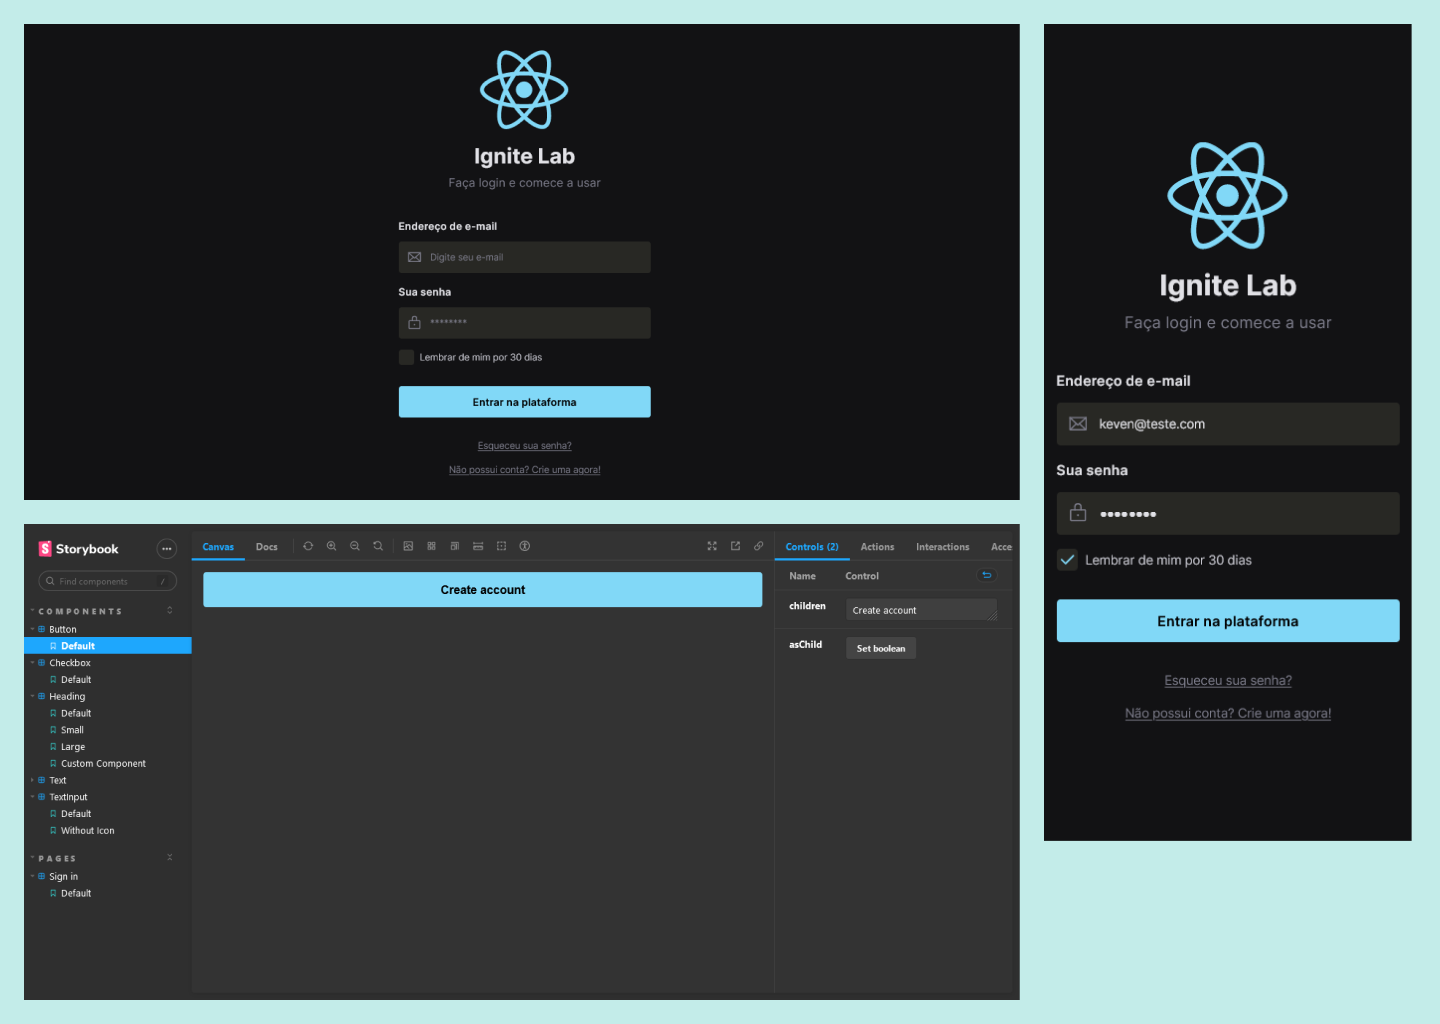 Ignite Lab
Faça login e comece a usar
Endereço de e-mail
Digite seu e-mail
Sua senha
********
Lembrar de mim por 30 dias
Entrar na plataforma
Esqueceu sua senha?
Não possui conta? Crie uma agora!
Ignite Lab
Faça login e comece a usar
Endereço de e-mail
keven@teste.com
Sua senha
••••••••
Lembrar de mim por 30 dias
Entrar na plataforma
Esqueceu sua senha?
Não possui conta? Crie uma agora!
S Storybook
Find components /
COMPONENTS
Button
Default
Checkbox
Default
Heading
Default
Small
Large
Custom Component
Text
TextInput
Default
Without Icon
PAGES
Sign in
Default
Canvas Docs
Create account
Controls (2) Actions Interactions Acce
Name Control
children Create account
asChild Set boolean